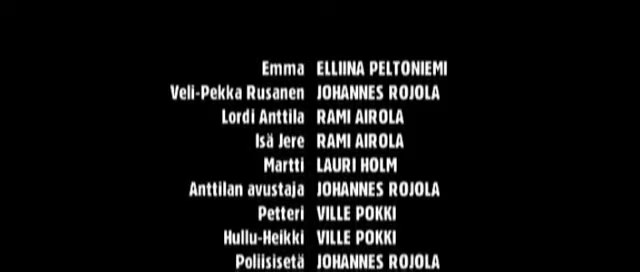 Emma ELLIINA PELTONIEMI
Veli-Pekka Rusanen JOHANNES ROJOLA
Lordi Anttila RAMI AIROLA
Isä Jere RAMI AIROLA
Martti LAURI HOLM
Anttilan avustaja JOHANNES ROJOLA
Petteri VILLE POKKI
Hullu-Heikki VILLE POKKI
Poliisisetä JOHANNES ROJOLA